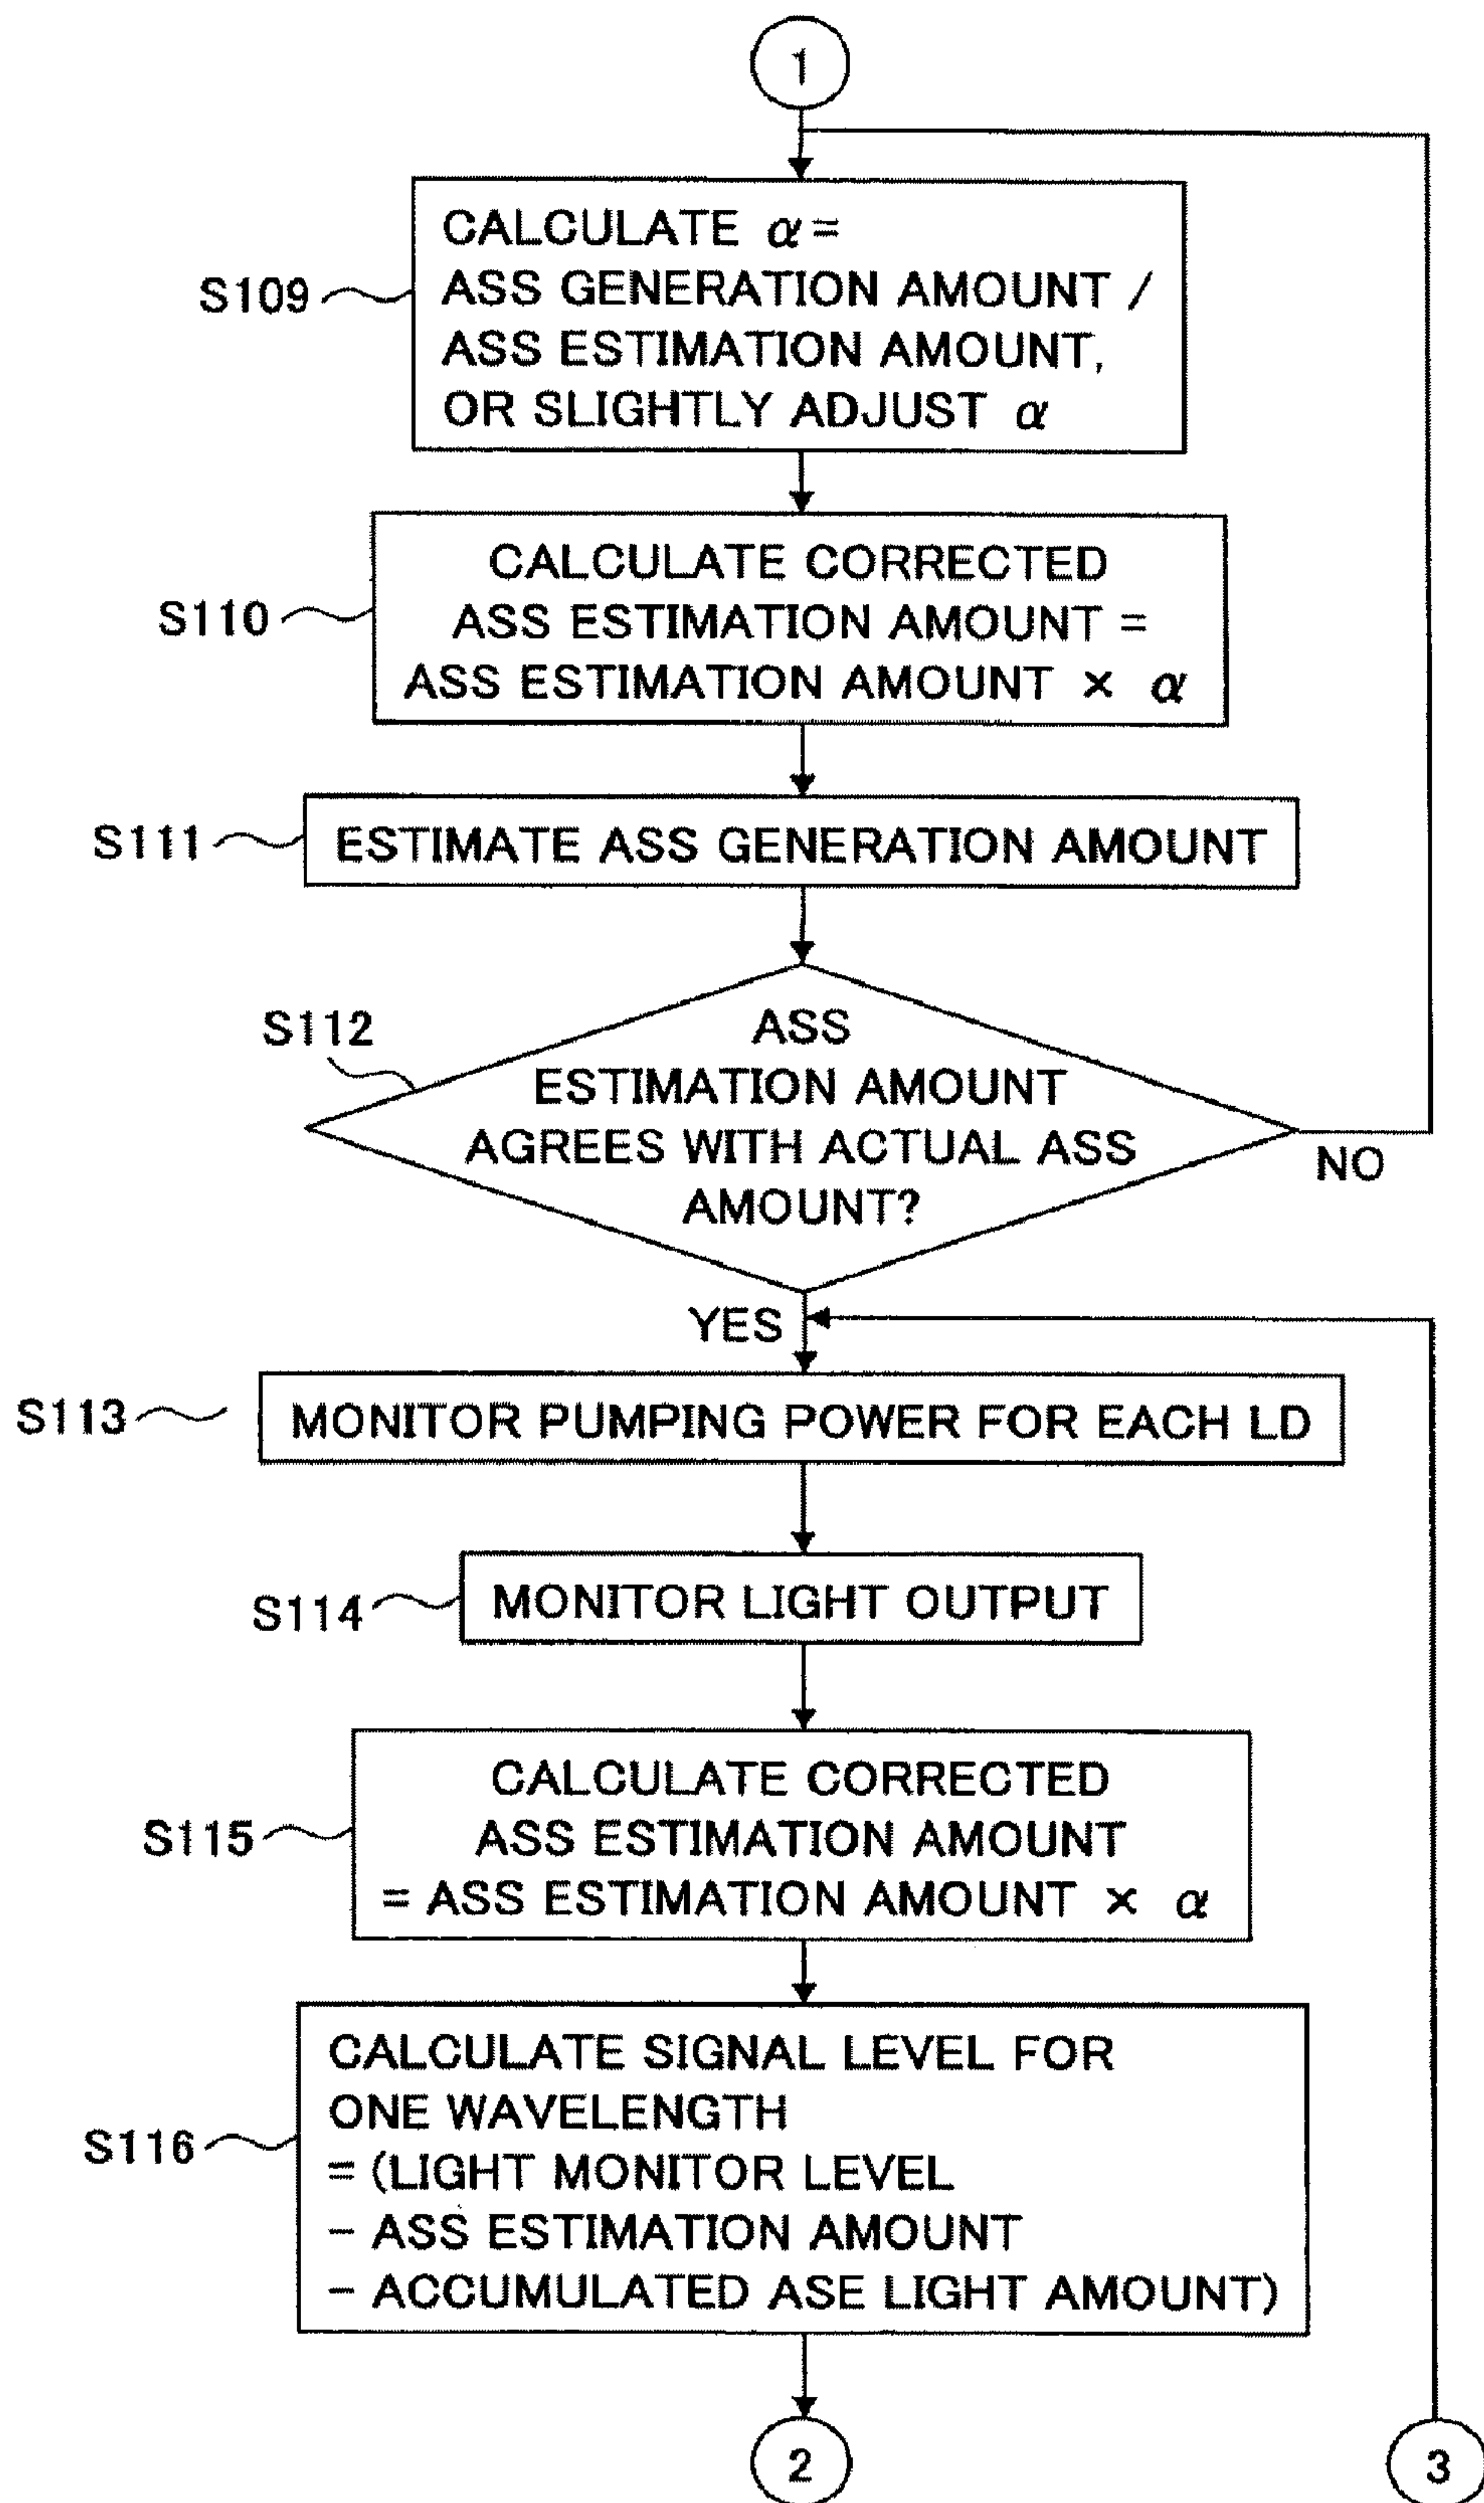 1
S109
CALCULATE α=
ASS GENERATION AMOUNT /
ASS ESTIMATION AMOUNT,
OR SLIGHTLY ADJUST α
S110
CALCULATE CORRECTED
ASS ESTIMATION AMOUNT =
ASS ESTIMATION AMOUNT × α
S111
ESTIMATE ASS GENERATION AMOUNT
S112
ASS
ESTIMATION AMOUNT
AGREES WITH ACTUAL ASS
AMOUNT?
NO
YES
S113
MONITOR PUMPING POWER FOR EACH LD
S114
MONITOR LIGHT OUTPUT
S115
CALCULATE CORRECTED
ASS ESTIMATION AMOUNT
= ASS ESTIMATION AMOUNT × α
S116
CALCULATE SIGNAL LEVEL FOR
ONE WAVELENGTH
= (LIGHT MONITOR LEVEL
- ASS ESTIMATION AMOUNT
- ACCUMULATED ASE LIGHT AMOUNT)
2
3